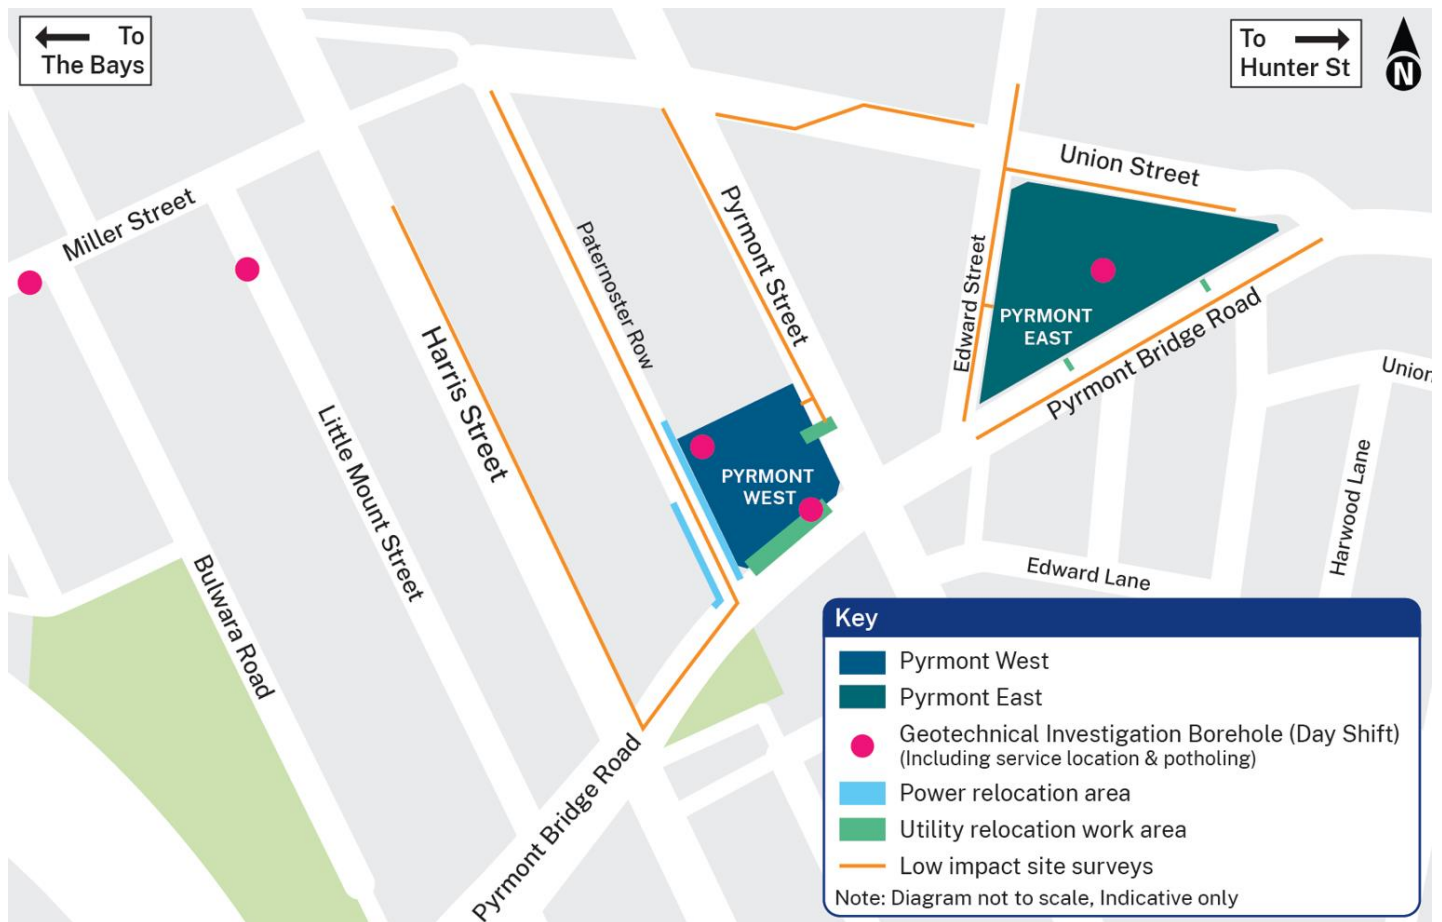 To
The Bays
To
Hunter St
N
Union Street
Miller Street
Pyrmont Street
Paternoster Row
Edward Street
PYRMONT
EAST
Pyrmont Bridge Road
Union
Harris Street
Little Mount Street
PYRMONT
WEST
Harwood Lane
Edward Lane
Bulwara Road
Pyrmont Bridge Road
Key
Pyrmont West
Pyrmont East
Geotechnical Investigation Borehole (Day Shift)
(Including service location & potholing)
Power relocation area
Utility relocation work area
Low impact site surveys
Note: Diagram not to scale, Indicative only